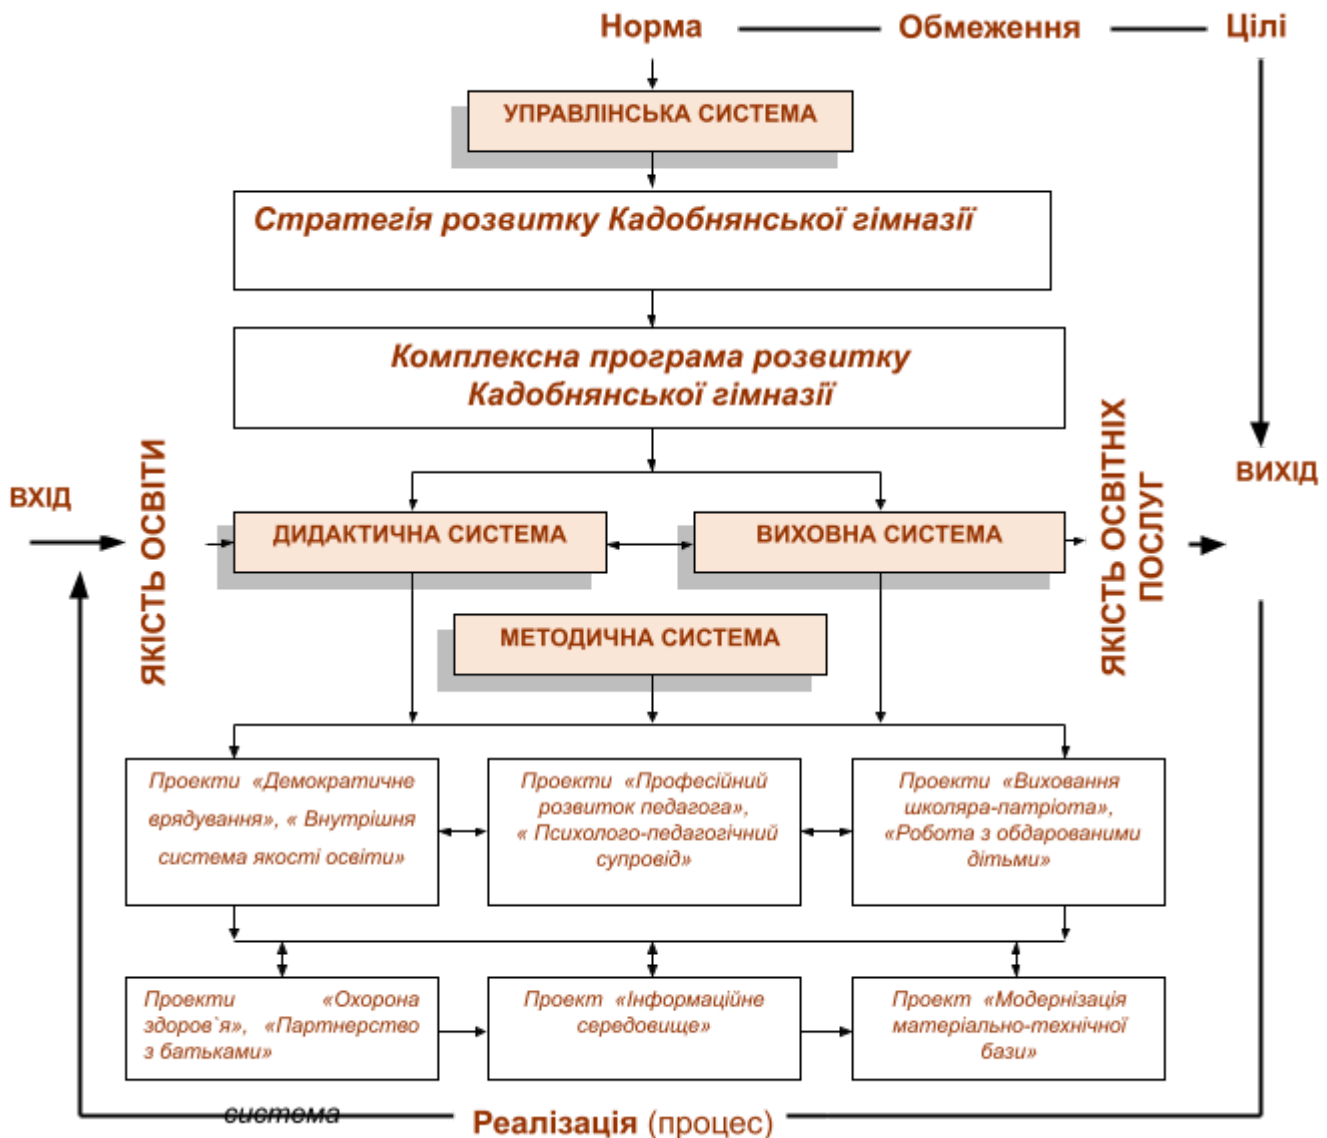 Норма Обмеження Цілі
УПРАВЛІНСЬКА СИСТЕМА
Стратегія розвитку Кадобнянської гімназії
Комплексна програма розвитку
Кадобнянської гімназії
ВХІД
ЯКІСТЬ ОСВІТИ
ДИДАКТИЧНА СИСТЕМА
ВИХОВНА СИСТЕМА
ЯКІСТЬ ОСВІТНІХ
ПОСЛУГ
ВИХІД
МЕТОДИЧНА СИСТЕМА
Проекти «Демократичне
врядування», « Внутрішня
система якості освіти»
Проекти «Професійний
розвиток педагога»,
« Психолого-педагогічний
супровід»
Проекти «Виховання
школяра-патріота»,
«Робота з обдарованими
дітьми»
Проекти «Охорона
здоров`я», «Партнерство
з батьками»
Проект «Інформаційне
середовище»
Проект «Модернізація
матеріально-технічної
бази»
система
Реалізація (процес)